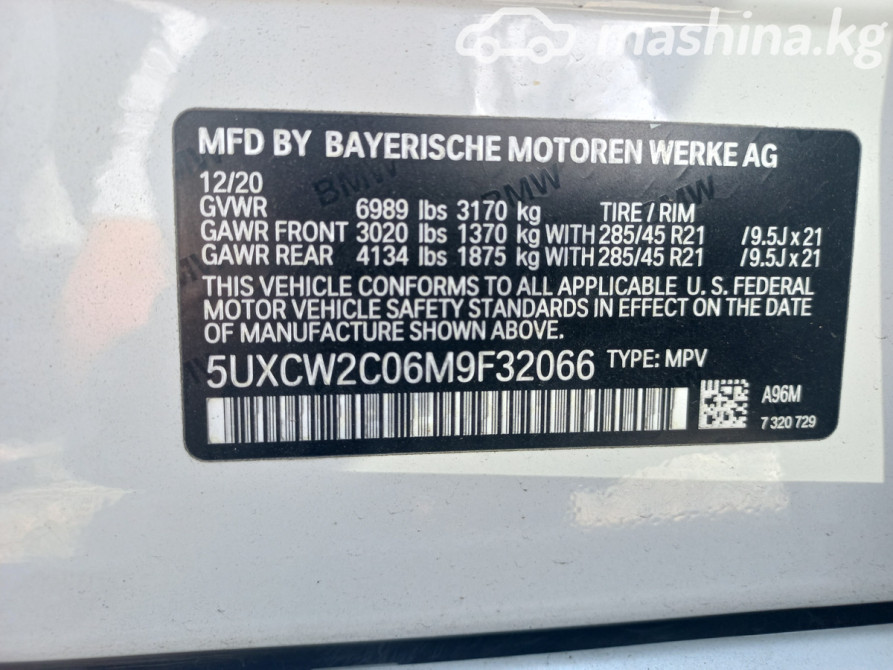 mashina.kg
MFD BY BAYERISCHE MOTOREN WERKE AG
12/20
GVWR 6989 lbs 3170 kg TIRE / RIM
GAWR FRONT 3020 lbs 1370 kg WITH 285/45 R21 /9.5J x 21
GAWR REAR 4134 lbs 1875 kg WITH 285/45 R21 /9.5J x 21
THIS VEHICLE CONFORMS TO ALL APPLICABLE U. S. FEDERAL
MOTOR VEHICLE SAFETY STANDARDS IN EFFECT ON THE DATE
OF MANUFACTURE SHOWN ABOVE.
5UXCW2C06M9F32066 TYPE: MPV
A96M
7 320 729
BMW
BMW